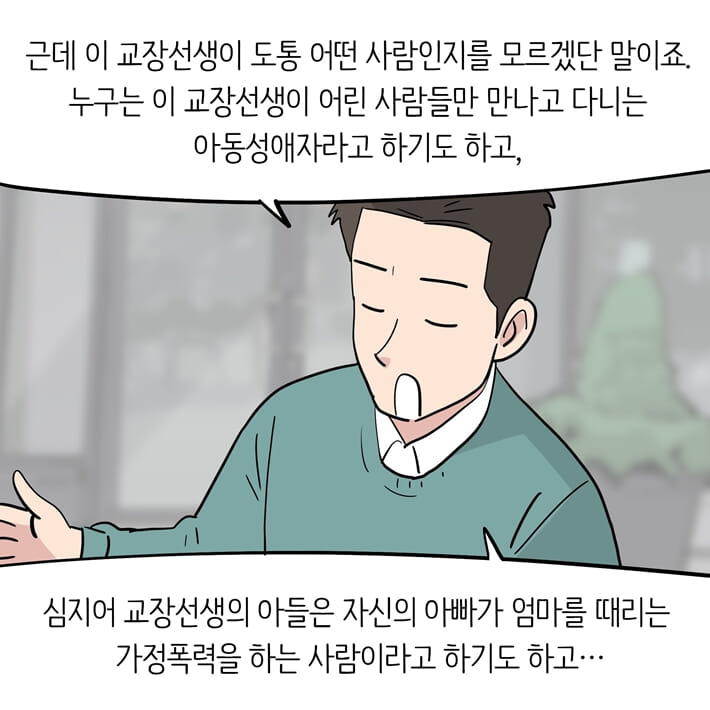 근데 이 교장선생이 도통 어떤 사람인지를 모르겠단 말이죠.
누구는 이 교장선생이 어린 사람들만 만나고 다니는
아동성애자라고 하기도 하고,
심지어 교장선생의 아들은 자신의 아빠가 엄마를 때리는
가정폭력을 하는 사람이라고 하기도 하고…